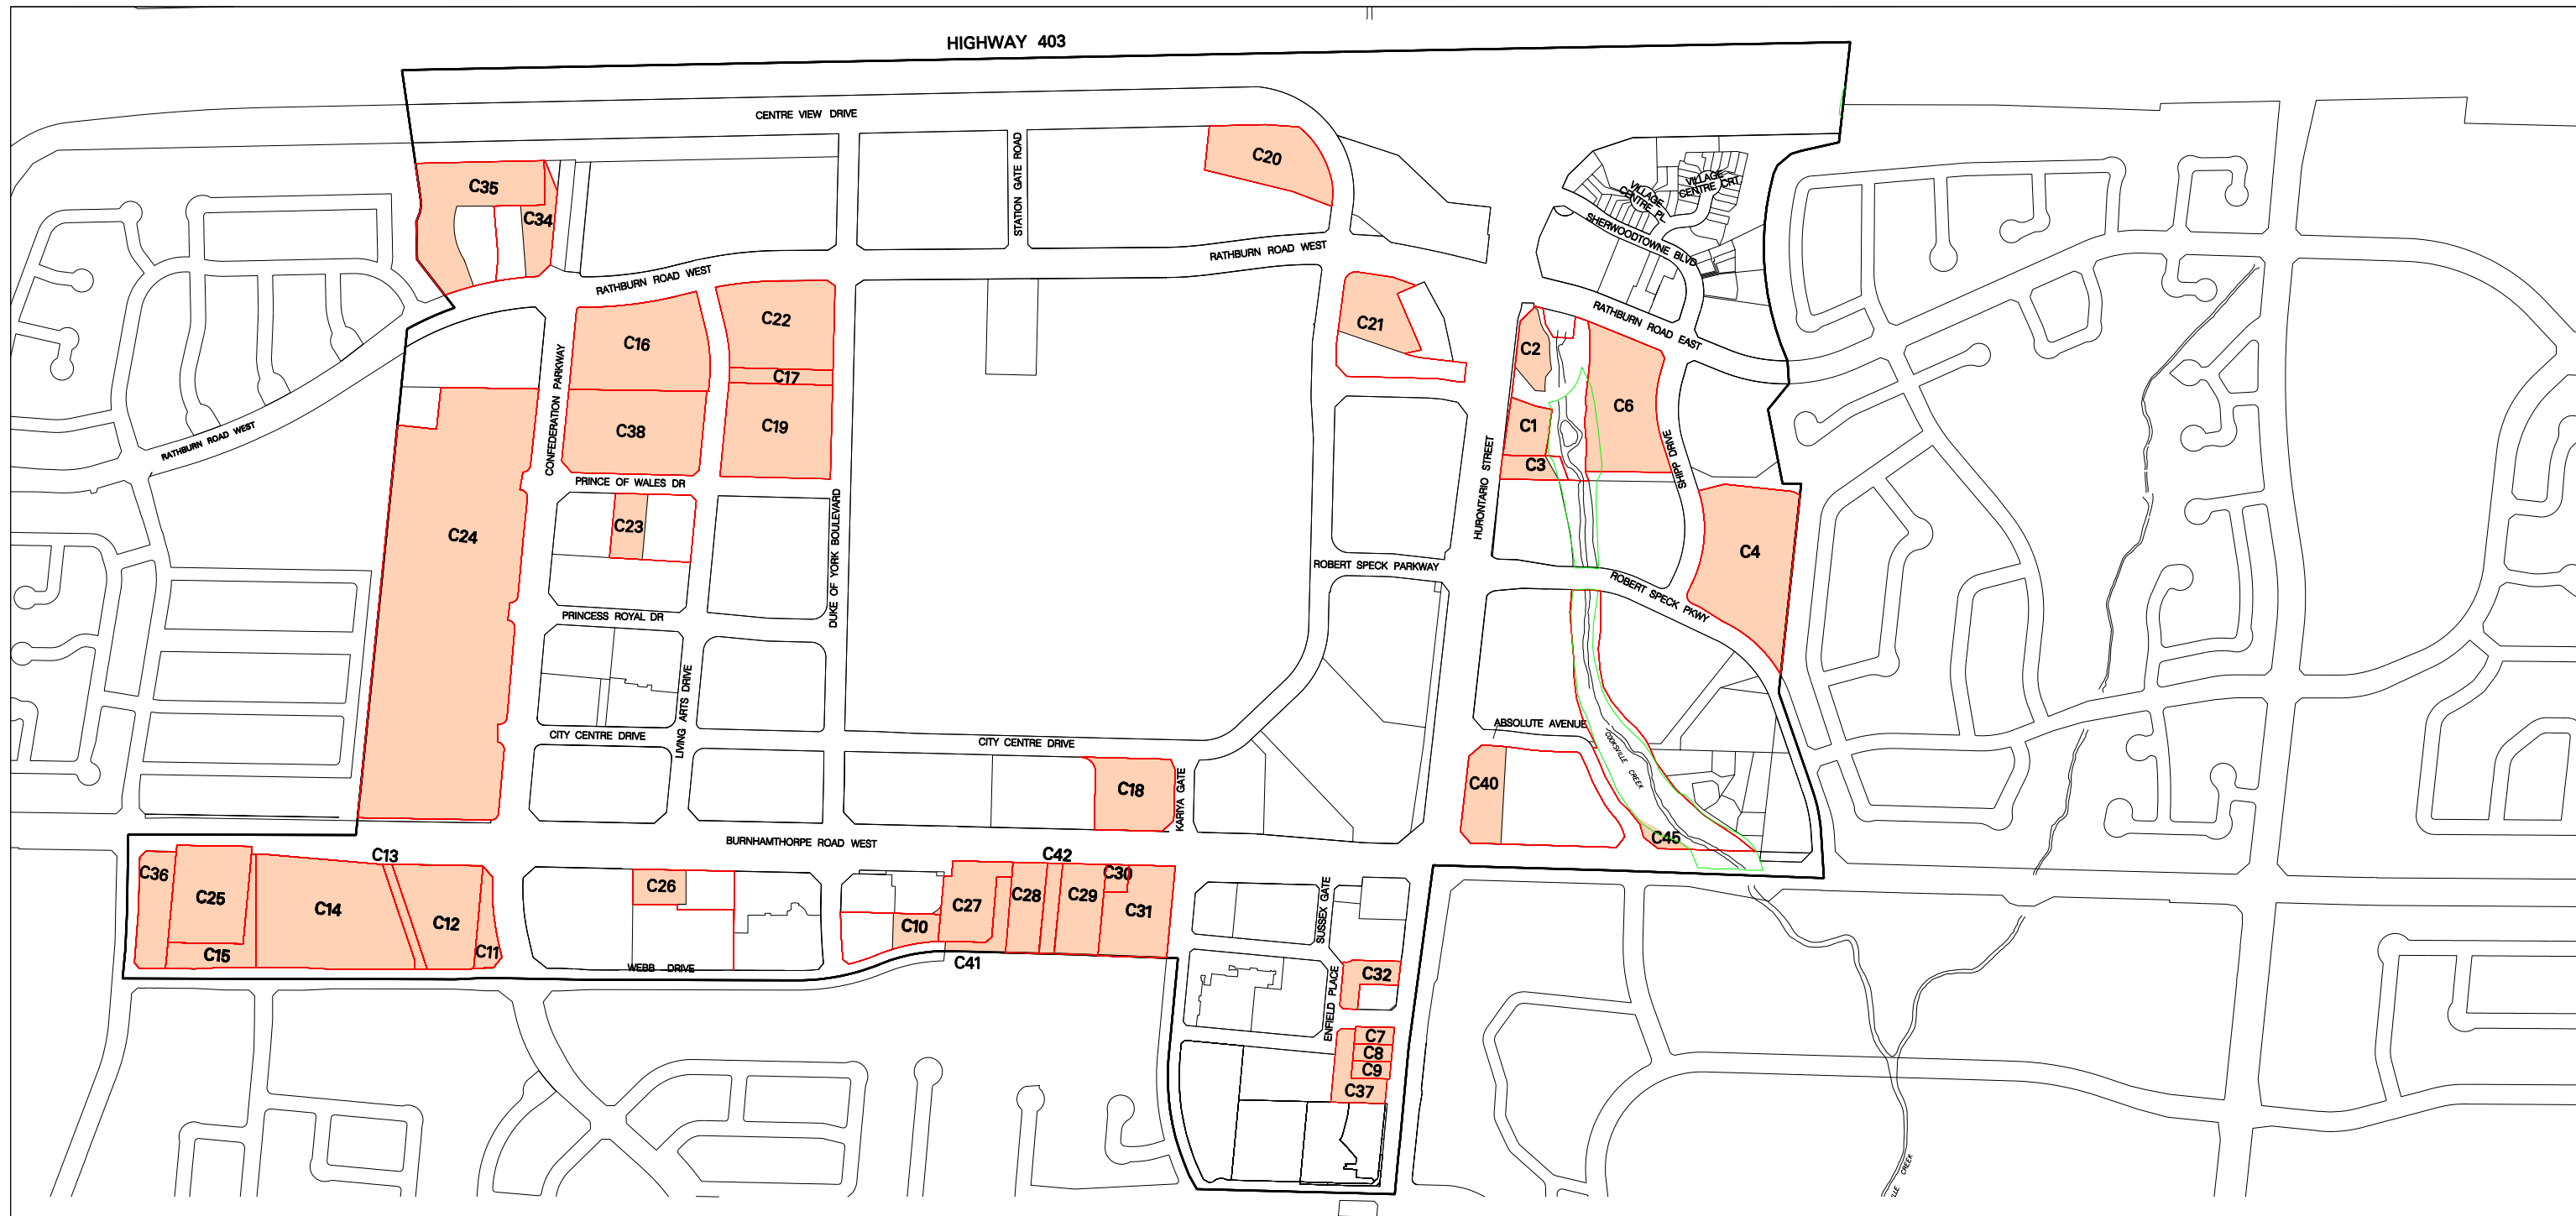 HIGHWAY 403
CENTRE VIEW DRIVE
STATION GATE ROAD
C20
C35
C34
VILLAGE
CENTRE PL.
VILLAGE
CENTRE CRT.
SHERWOODTOWNE BLVD
RATHBURN ROAD WEST
RATHBURN ROAD WEST
C22
C16
C17
C21
C2
RATHBURN ROAD EAST
C6
CONFEDERATION PARKWAY
C38
C19
C1
C3
RATHBURN ROAD WEST
HURONTARIO STREET
SHIPP DRIVE
PRINCE OF WALES DR
C23
C24
DUKE OF YORK BOULEVARD
C4
ROBERT SPECK PARKWAY
ROBERT SPECK PKWY
PRINCESS ROYAL DR
LIVING ARTS DRIVE
CITY CENTRE DRIVE
CITY CENTRE DRIVE
ABSOLUTE AVENUE
COOKSVILLE CREEK
C18
KARIYA GATE
C40
C45
BURNHAMTHORPE ROAD WEST
C13
C42
C36
C25
C14
C12
C11
C15
C26
C10
C27
C28
C29
C30
C31
SUSSEX GATE
WEBB DRIVE
C41
ENFIELD PLACE
C32
C7
C8
C9
C37
CREEK